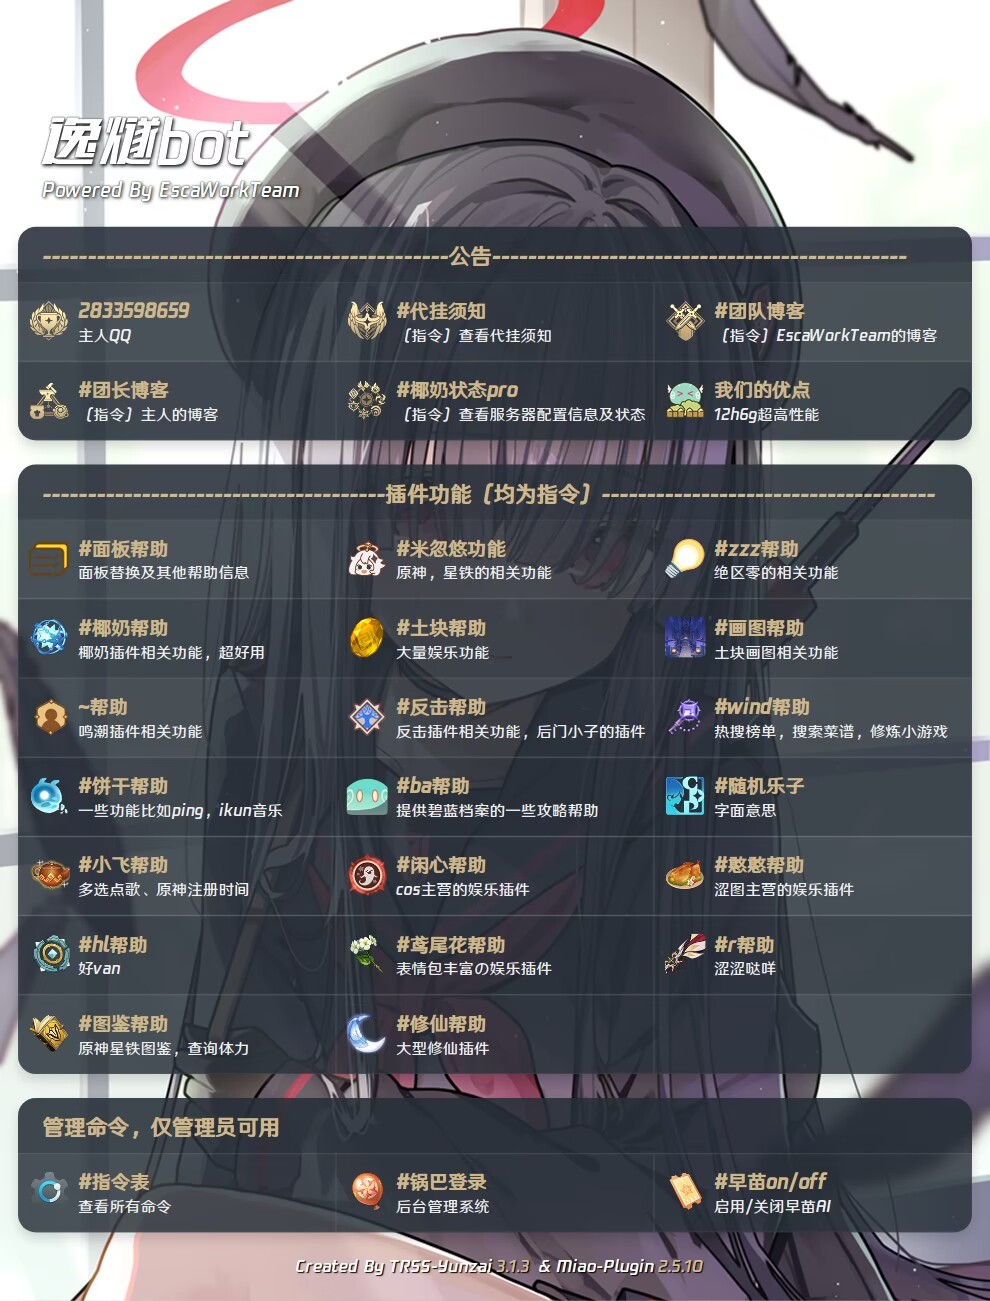 逸燧bot
Powered By EscaWorkTeam
---------------------------------------------公告----------------------------------------------
2833598659
主人QQ
#代挂须知
（指令）查看代挂须知
#团队博客
（指令）EscaWorkTeam的博客
#团长博客
（指令）主人的博客
#椰奶状态pro
（指令）查看服务器配置信息及状态
我们的优点
12h6g超高性能
--------------------------------------插件功能（均为指令）-------------------------------------
#面板帮助
面板替换及其他帮助信息
#米忽悠功能
原神，星铁的相关功能
#zzz帮助
绝区零的相关功能
#椰奶帮助
椰奶插件相关功能，超好用
#土块帮助
大量娱乐功能
#画图帮助
土块画图相关功能
~帮助
鸣潮插件相关功能
#反击帮助
反击插件相关功能，后门小子的插件
#wind帮助
热搜榜单，搜索菜谱，修炼小游戏
#饼干帮助
一些功能比如ping，ikun音乐
#ba帮助
提供碧蓝档案的一些攻略帮助
#随机乐子
字面意思
#小飞帮助
多选点歌、原神注册时间
#闲心帮助
cos主营的娱乐插件
#憨憨帮助
涩图主营的娱乐插件
#hl帮助
好van
#鸢尾花帮助
表情包丰富の娱乐插件
#r帮助
涩涩哒咩
#图鉴帮助
原神星铁图鉴，查询体力
#修仙帮助
大型修仙插件
管理命令，仅管理员可用
#指令表
查看所有命令
#锅巴登录
后台管理系统
#早苗on/off
启用/关闭早苗AI
Created By TRSS-Yunzai 3.1.3 & Miao-Plugin 2.5.10